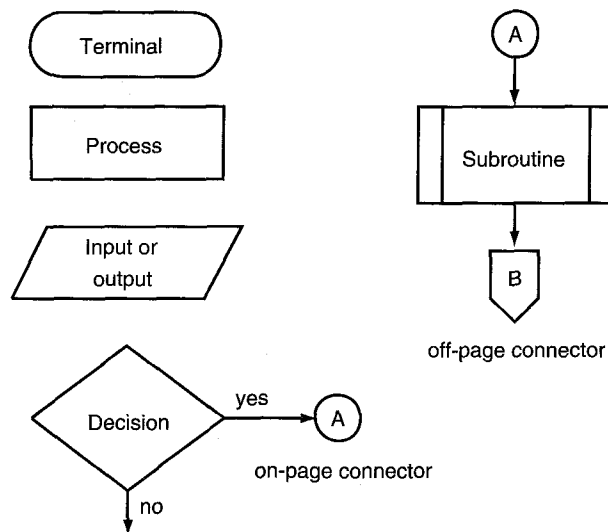 Terminal
Process
Input or
output
Decision
yes
A
on-page connector
no
A
Subroutine
B
off-page connector